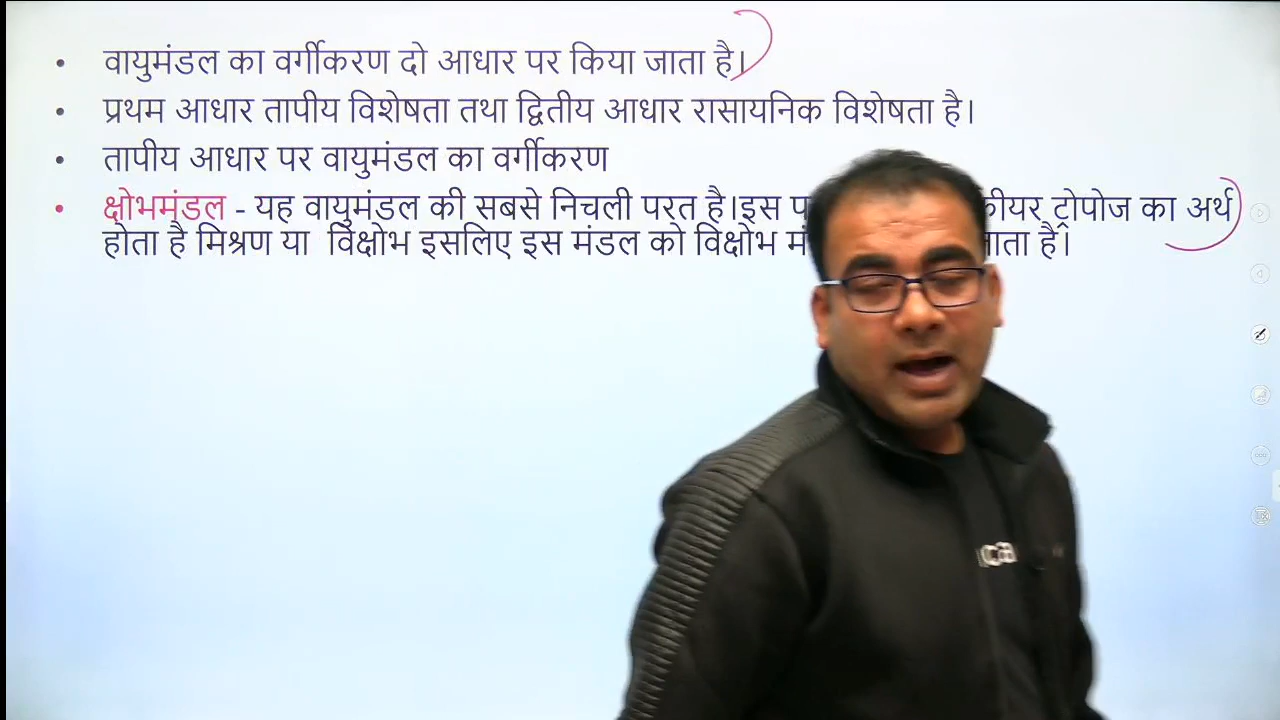 वायुमंडल का वर्गीकरण दो आधार पर किया जाता है।
प्रथम आधार तापीय विशेषता तथा द्वितीय आधार रासायनिक विशेषता है।
तापीय आधार पर वायुमंडल का वर्गीकरण
क्षोभमंडल - यह वायुमंडल की सबसे निचली परत है।इस ट्रोपोज का अर्थ
होता है मिश्रण या विक्षोभ इसलिए इस मंडल को विक्षोभ है।